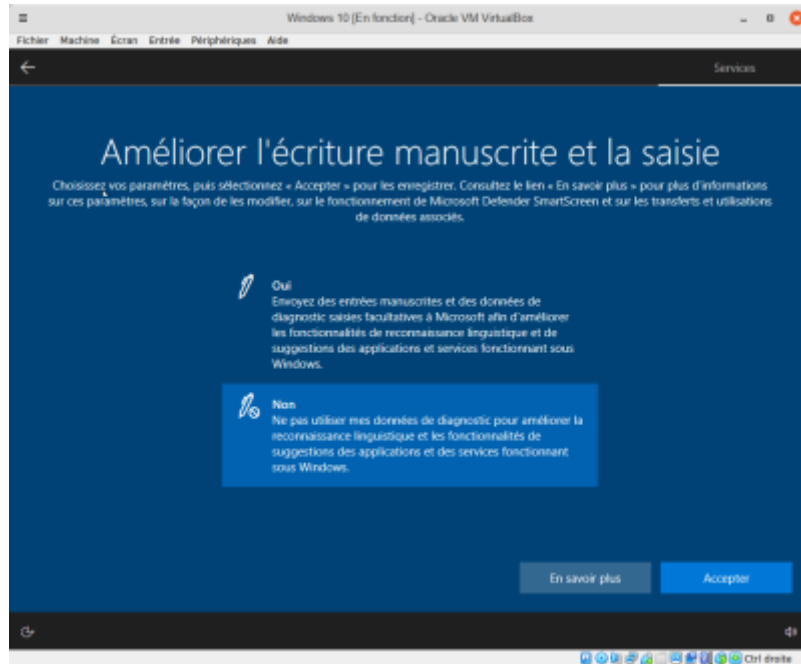 Windows 10 [En fonction] - Oracle VM VirtualBox
Fichier Machine Écran Entrée Périphériques Aide
Services
Améliorer l'écriture manuscrite et la saisie
Choisissez vos paramètres, puis sélectionnez « Accepter » pour les enregistrer. Consultez le lien « En savoir plus » pour plus d'informations
sur ces paramètres, sur la façon de les modifier, sur le fonctionnement de Microsoft Defender SmartScreen et sur les transferts et utilisations
de données associés.
Oui
Envoyez des entrées manuscrites et des données de
diagnostic saisies facultatives à Microsoft afin d'améliorer
les fonctionnalités de reconnaissance linguistique et de
suggestions des applications et services fonctionnant sous
Windows.
Non
Ne pas utiliser mes données de diagnostic pour améliorer la
reconnaissance linguistique et les fonctionnalités de
suggestions des applications et des services fonctionnant
sous Windows.
En savoir plus
Accepter
Ctrl droite